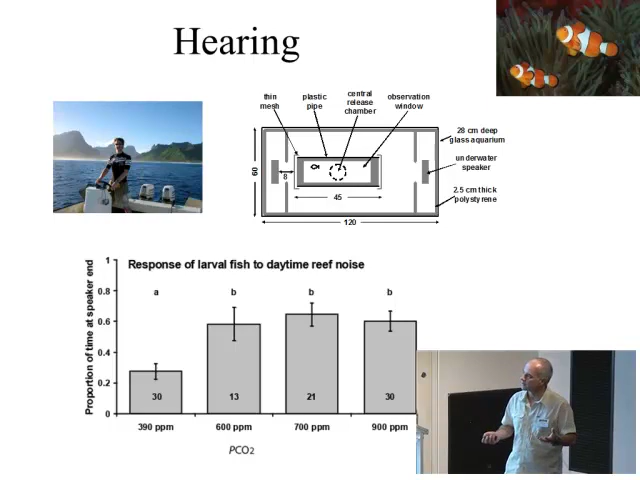 Hearing
thin
mesh
plastic
pipe
central
release
chamber
observation
window
28 cm deep
glass aquarium
underwater
speaker
2.5 cm thick
polystyrene
60
8
45
120
Response of larval fish to daytime reef noise
Proportion of time at speaker end
1
0.8
0.6
0.4
0.2
0
a
b
b
b
30
13
21
30
390 ppm
600 ppm
700 ppm
900 ppm
PCO2